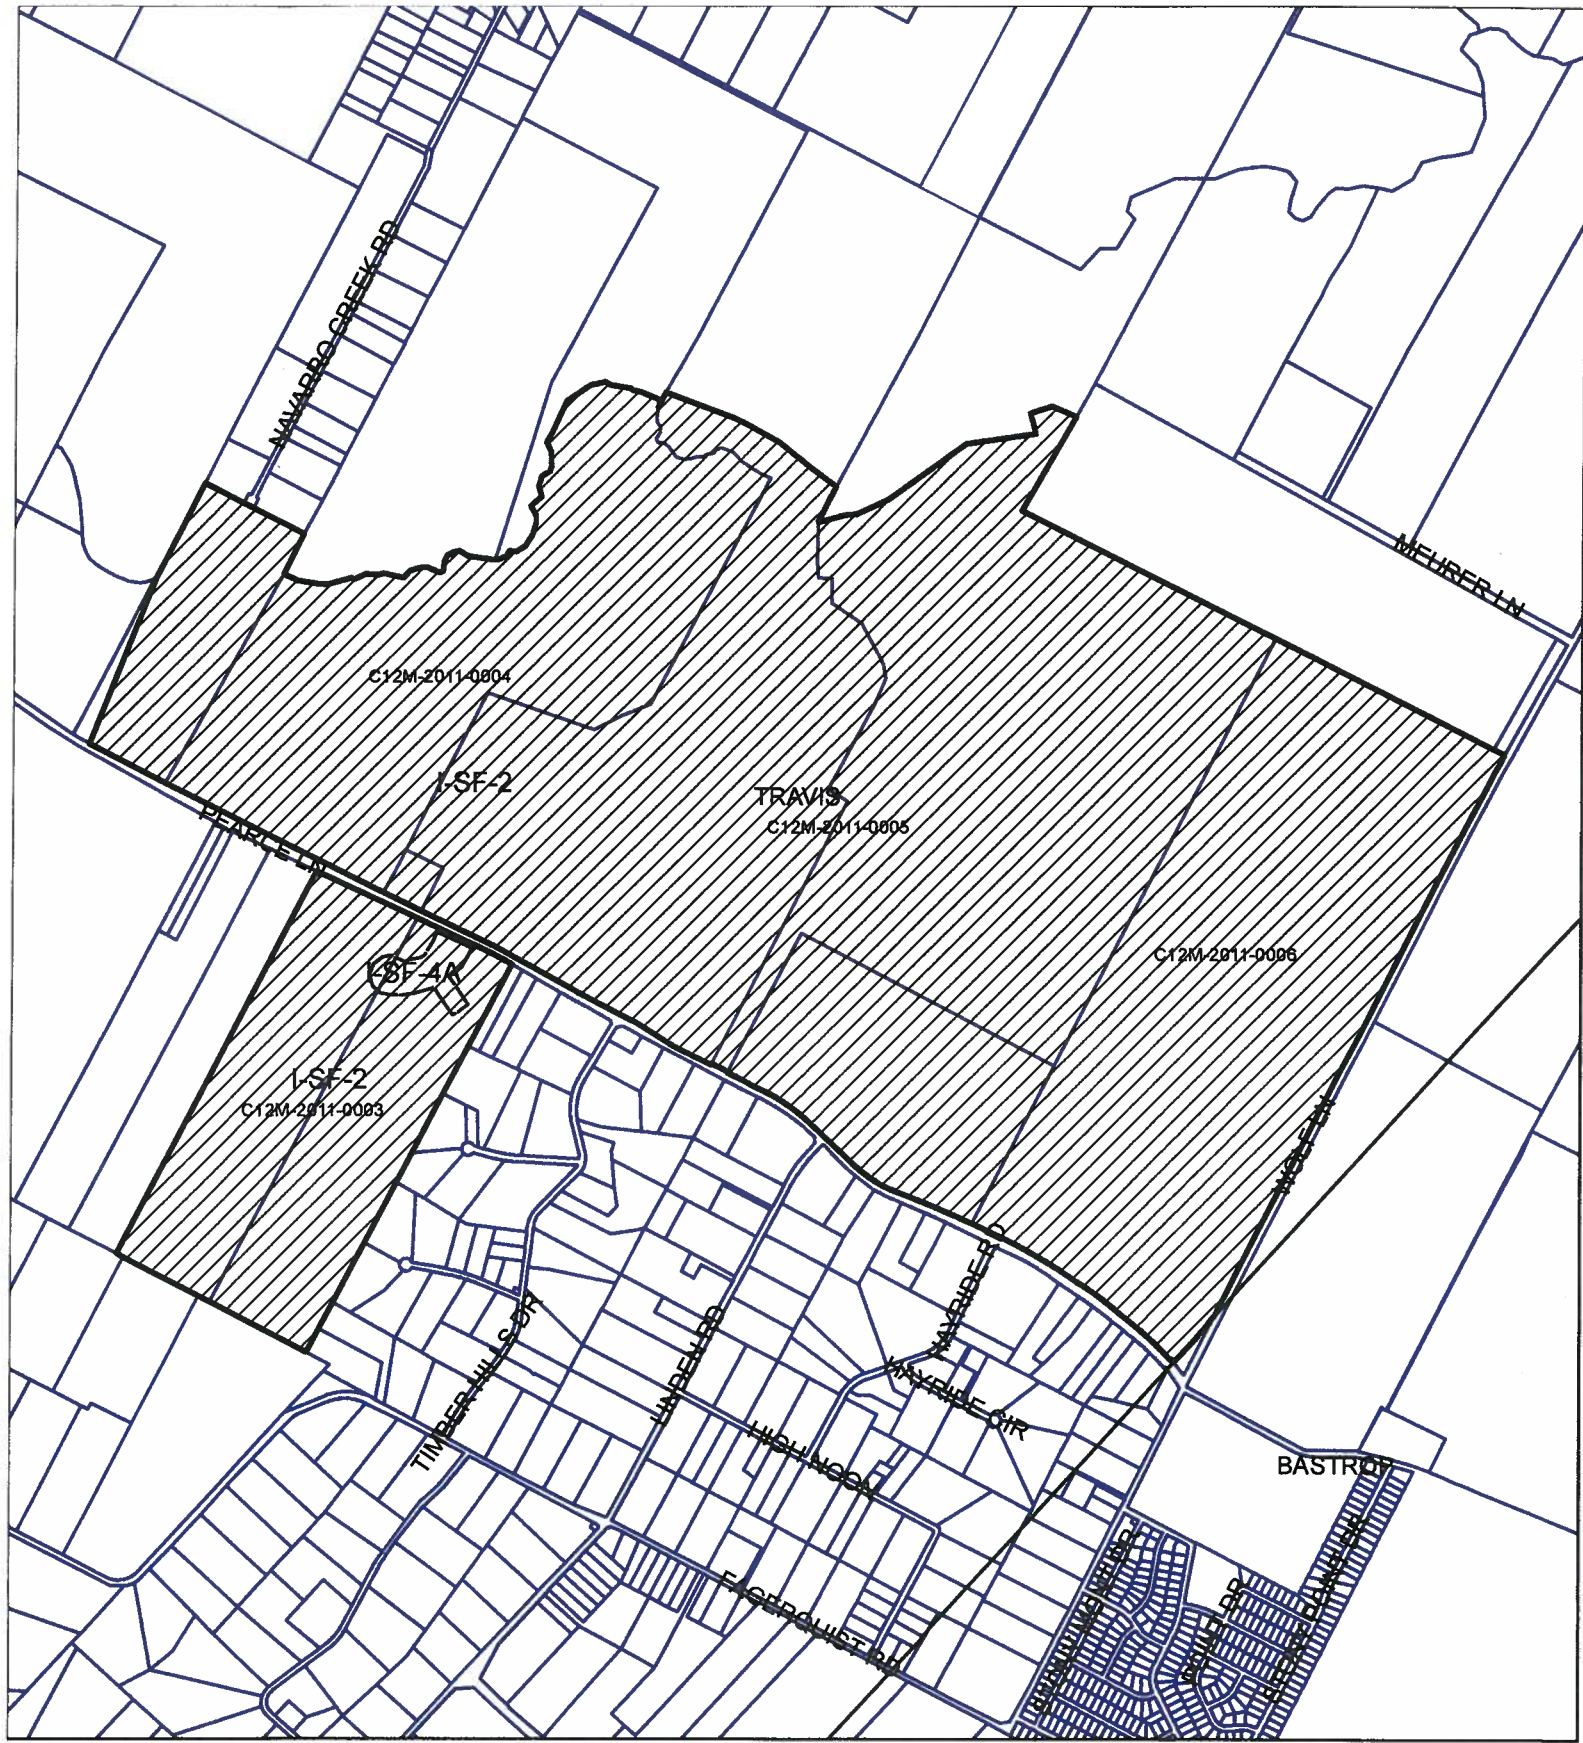 NAVARRO CREEK RD
MEURER LN
C12M-2011-0004
I-SF-2
TRAVIS
C12M-2011-0005
PEARCE LN
C12M-2011-0006
I-SF-4A
I-SF-2
C12M-2011-0003
WOLF LN
HAYRIDE RD
TIMBER HILLS DR
LINDEN RD
HAYRIDE CIR
HIGH NOON
BASTROP
FAGERQUIST RD